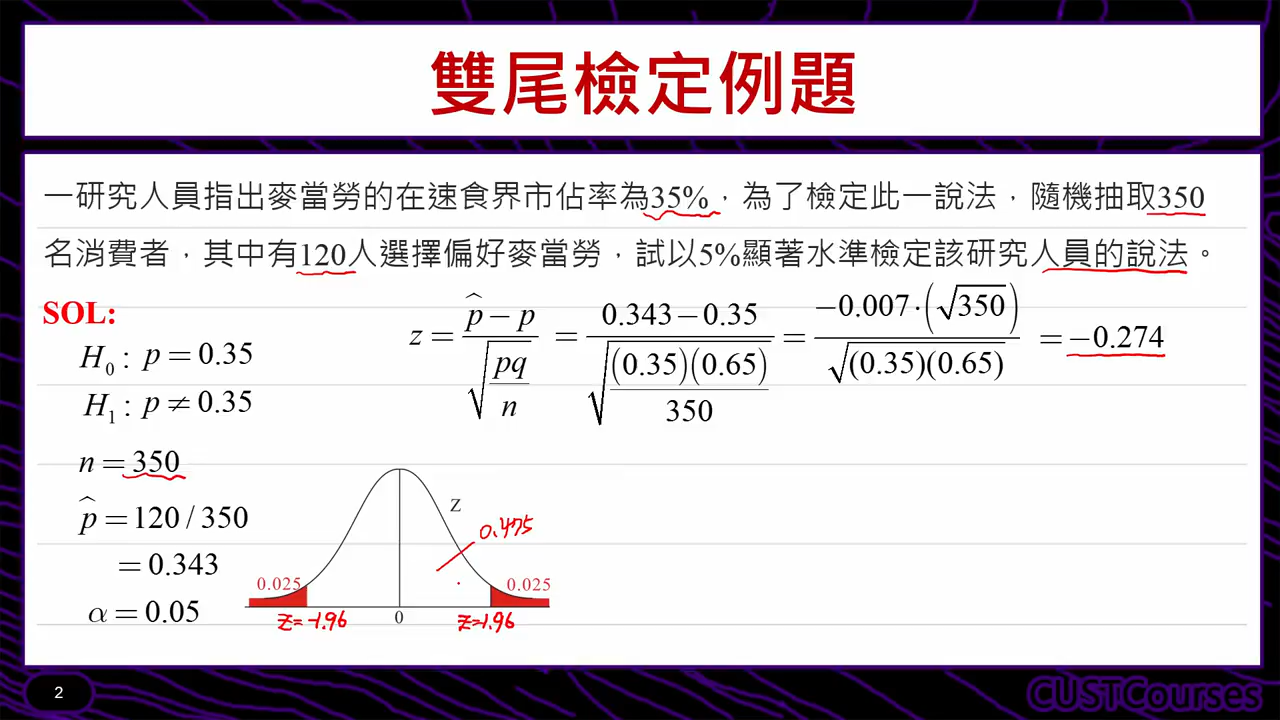 雙尾檢定例題
一研究人員指出麥當勞的在速食界市佔率為35%，為了檢定此一說法，隨機抽取350
名消費者，其中有120人選擇偏好麥當勞，試以5%顯著水準檢定該研究人員的說法。
SOL:
H₀ : p = 0.35
H₁ : p ≠ 0.35
n = 350
p̂ = 120 / 350
= 0.343
α = 0.05
z = (p̂ − p) / √(pq/n) = (0.343 − 0.35) / √((0.35)(0.65)/350) = −0.007·(√350) / √(0.35)(0.65) = −0.274
z
0.475
0.025
0.025
z=-1.96
0
z=1.96
2
CUSTCourses